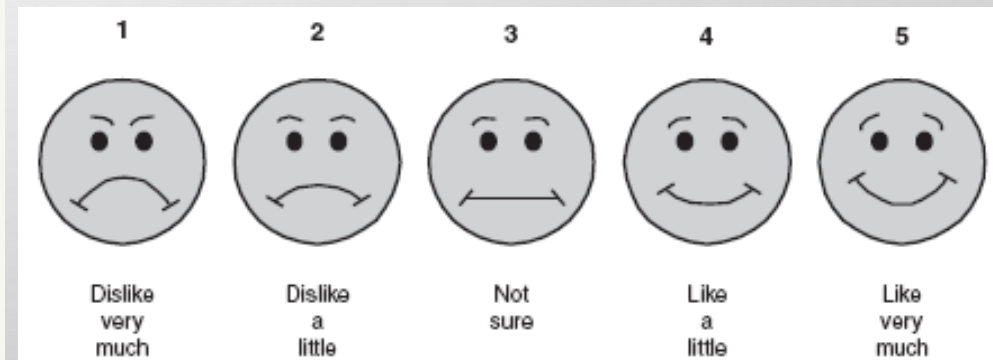 1 2 3 4 5
Dislike very much
Dislike a little
Not sure
Like a little
Like very much